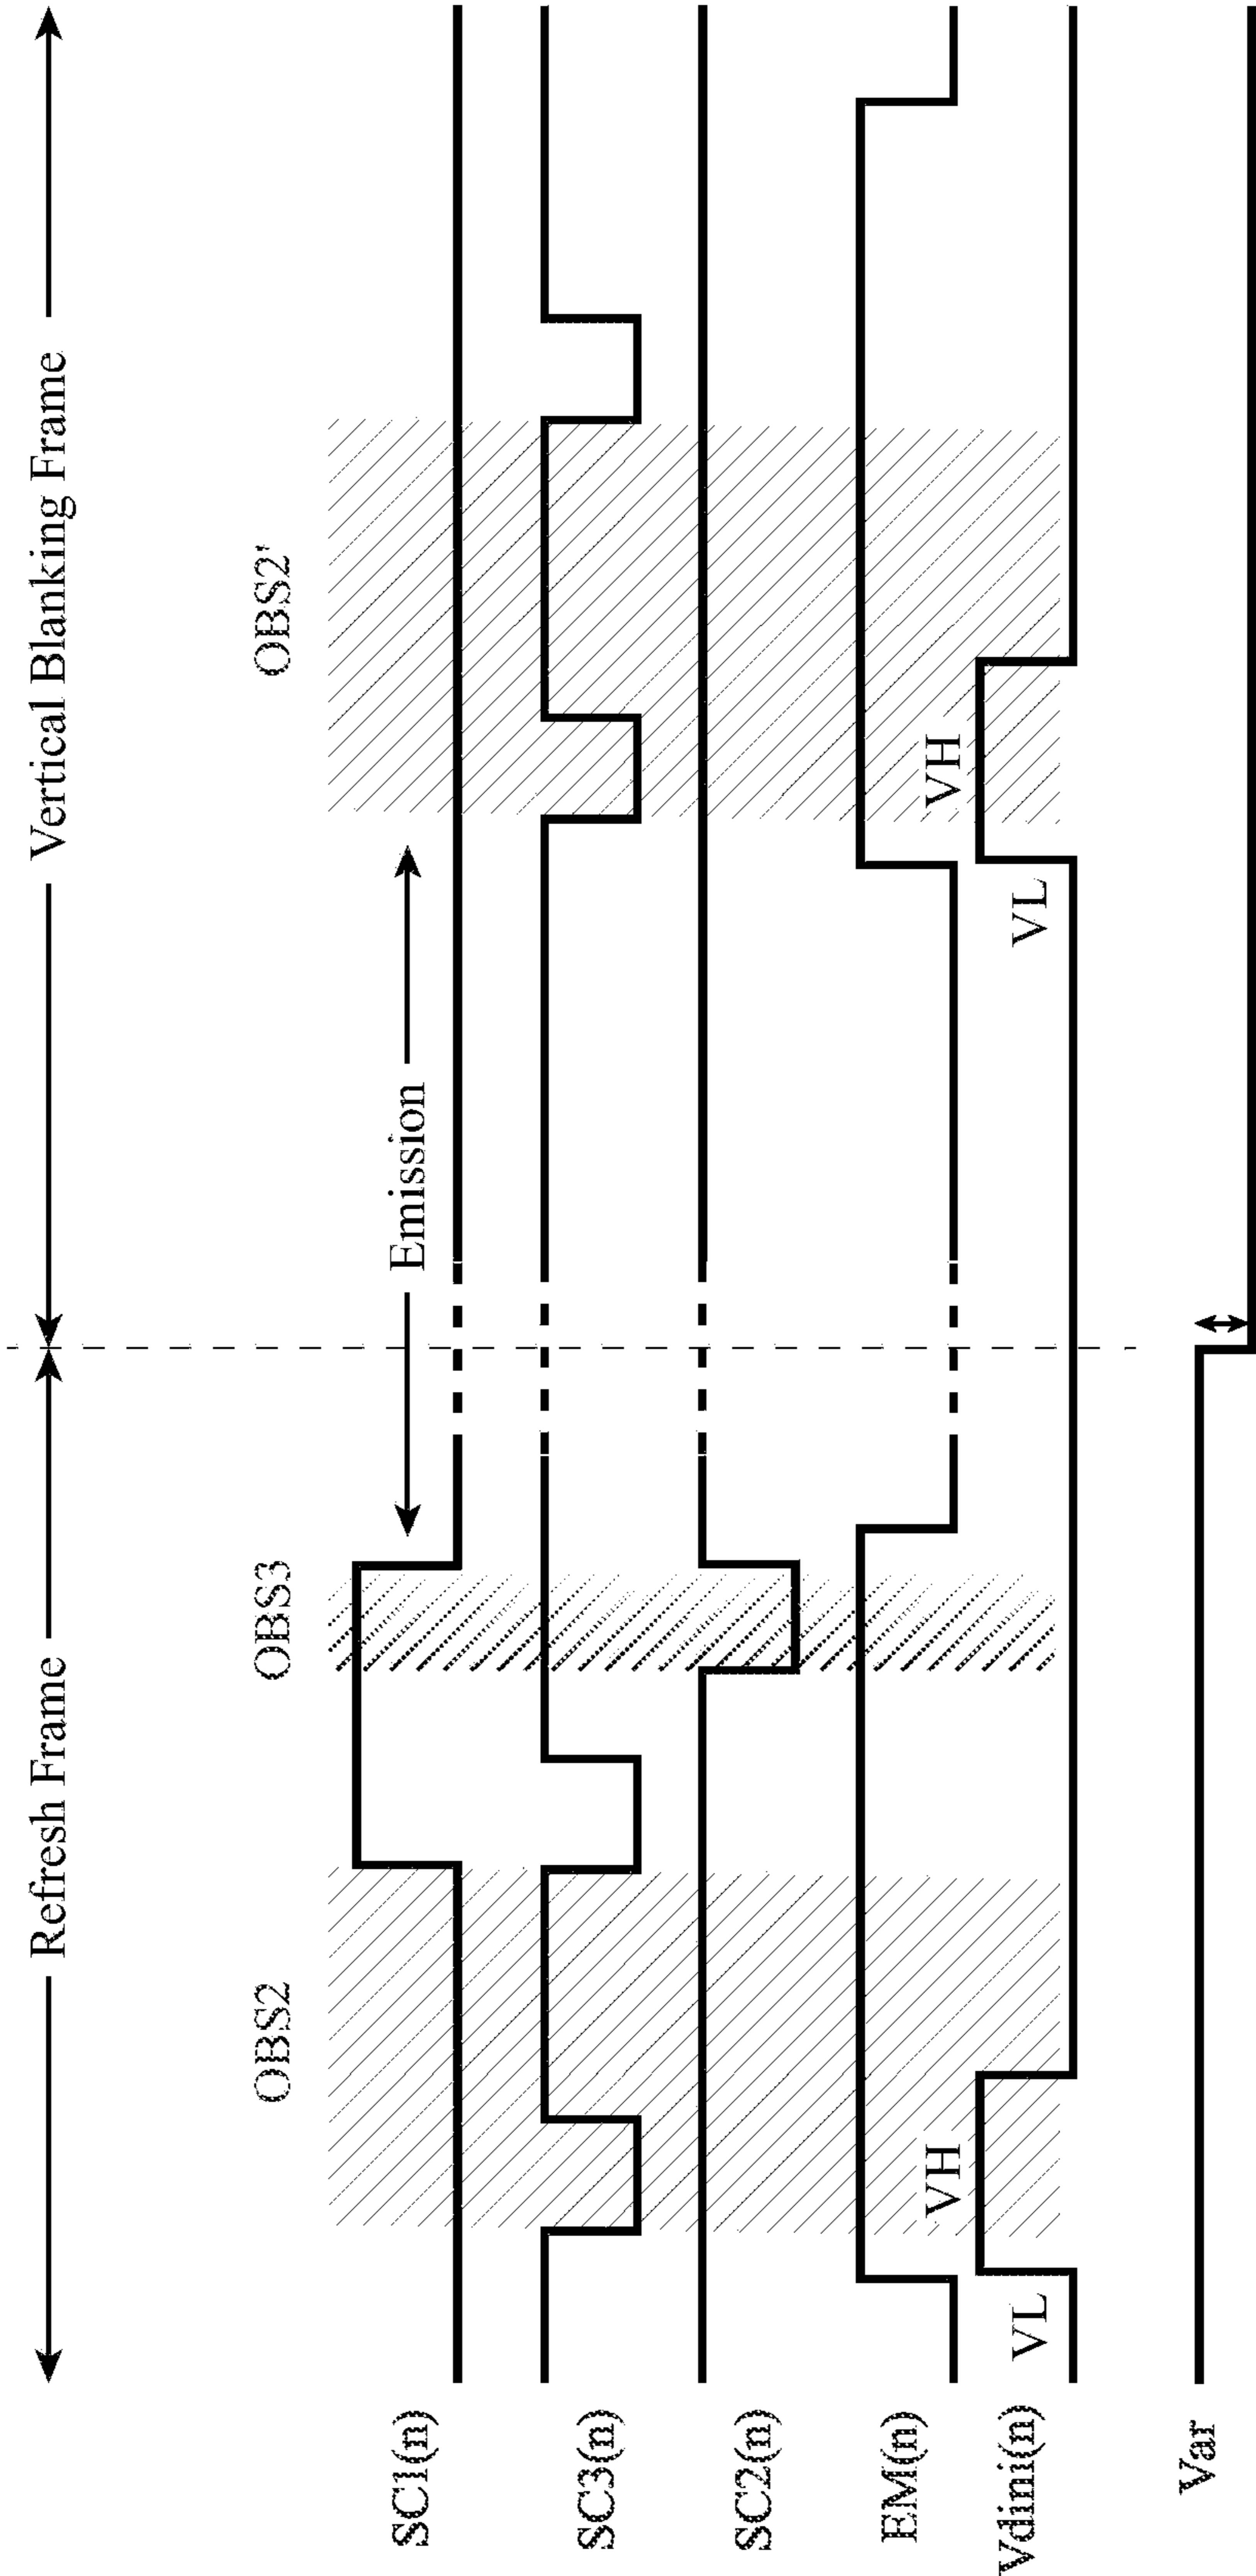 Refresh Frame
Vertical Blanking Frame
OBS2
OBS3
OBS2'
Emission
SC1(n)
SC3(n)
SC2(n)
EM(n)
VH
VH
Vdini(n)
VL
VL
Var